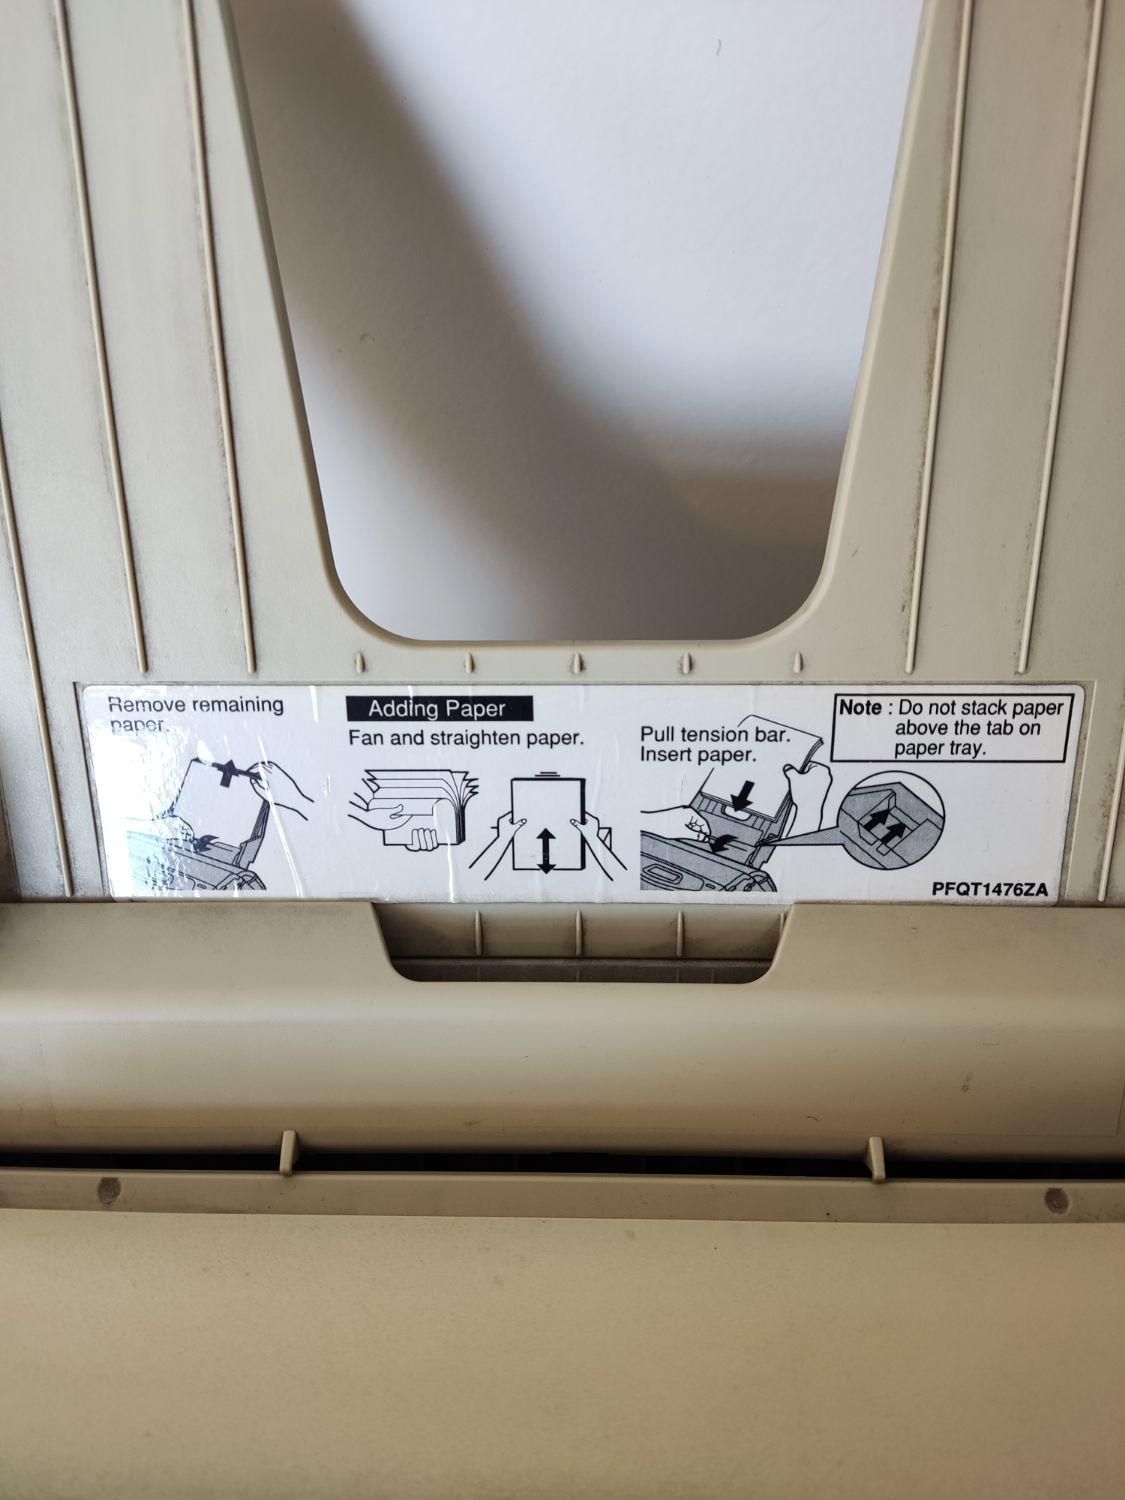 Remove remaining
paper.
Adding Paper
Fan and straighten paper.
Pull tension bar.
Insert paper.
Note : Do not stack paper
above the tab on
paper tray.
PFQT1476ZA